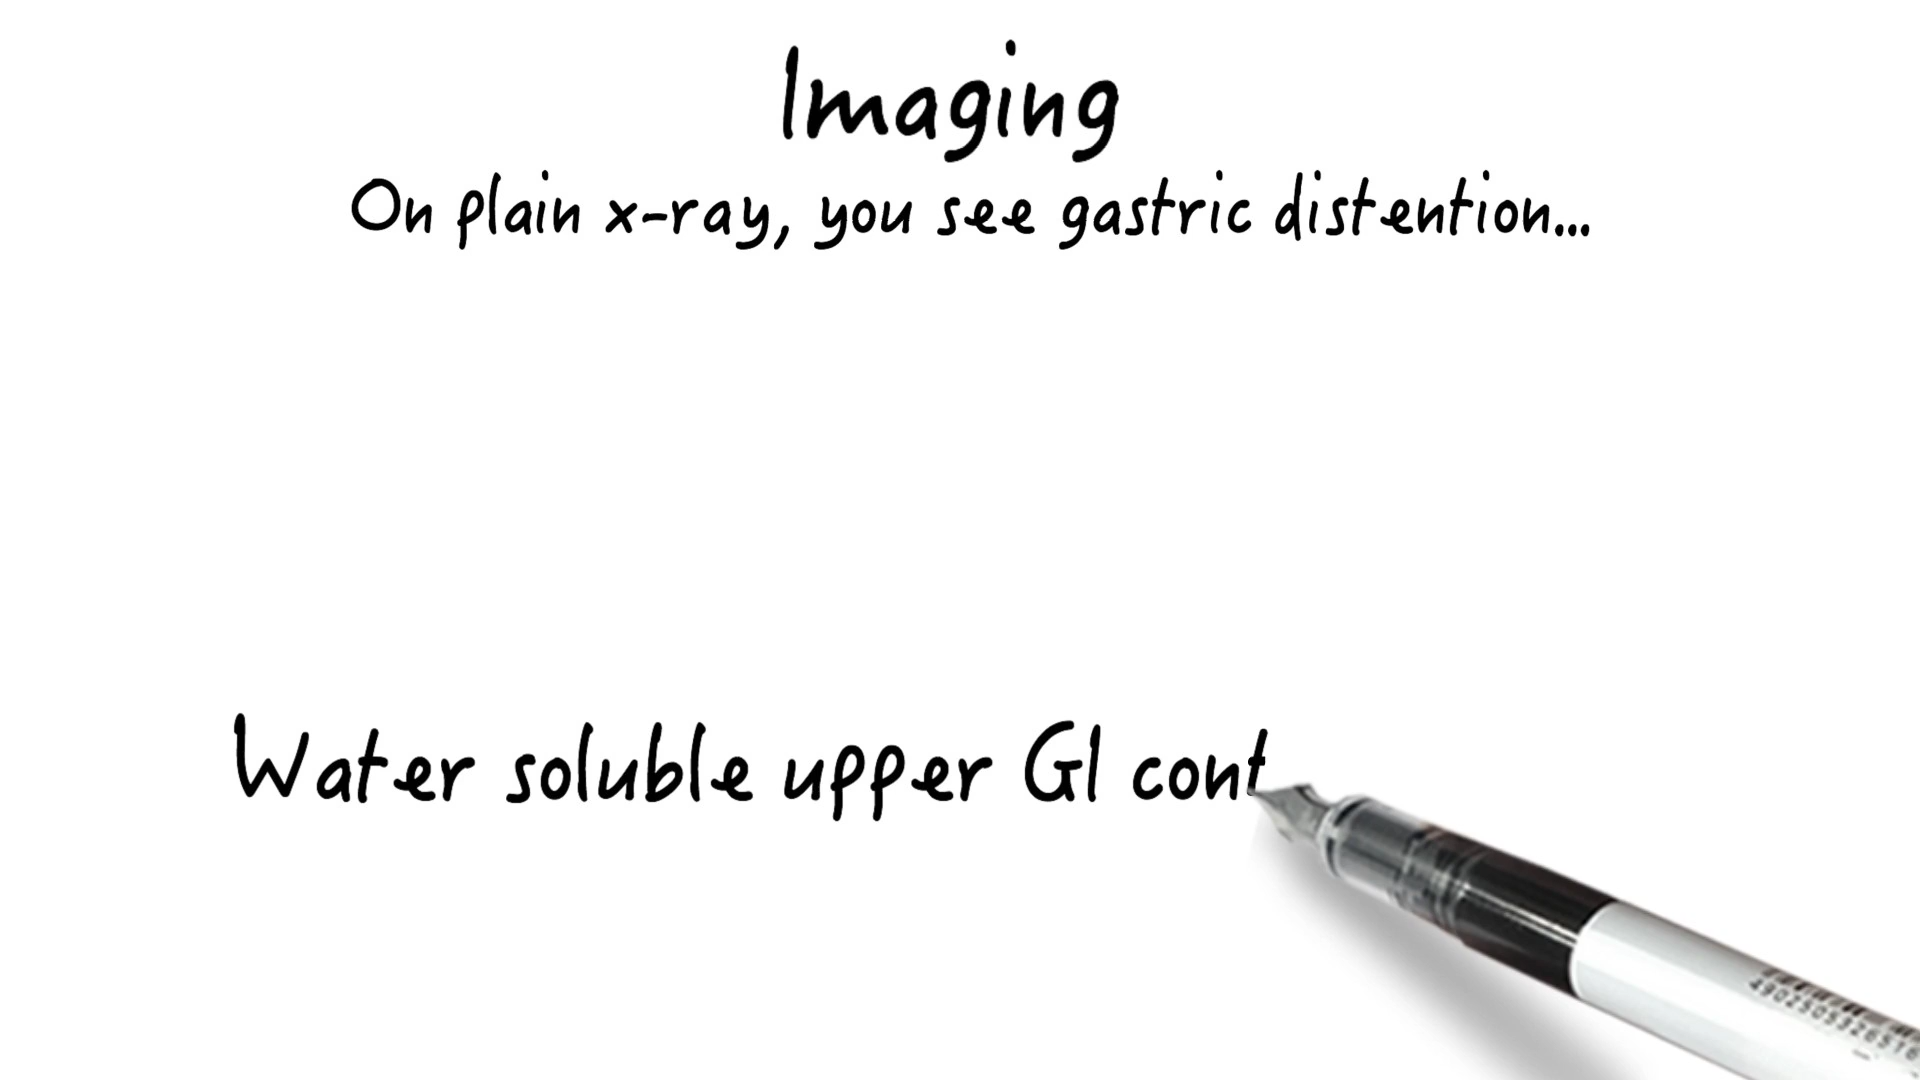 Imaging
On plain x-ray, you see gastric distention...
Water soluble upper GI cont